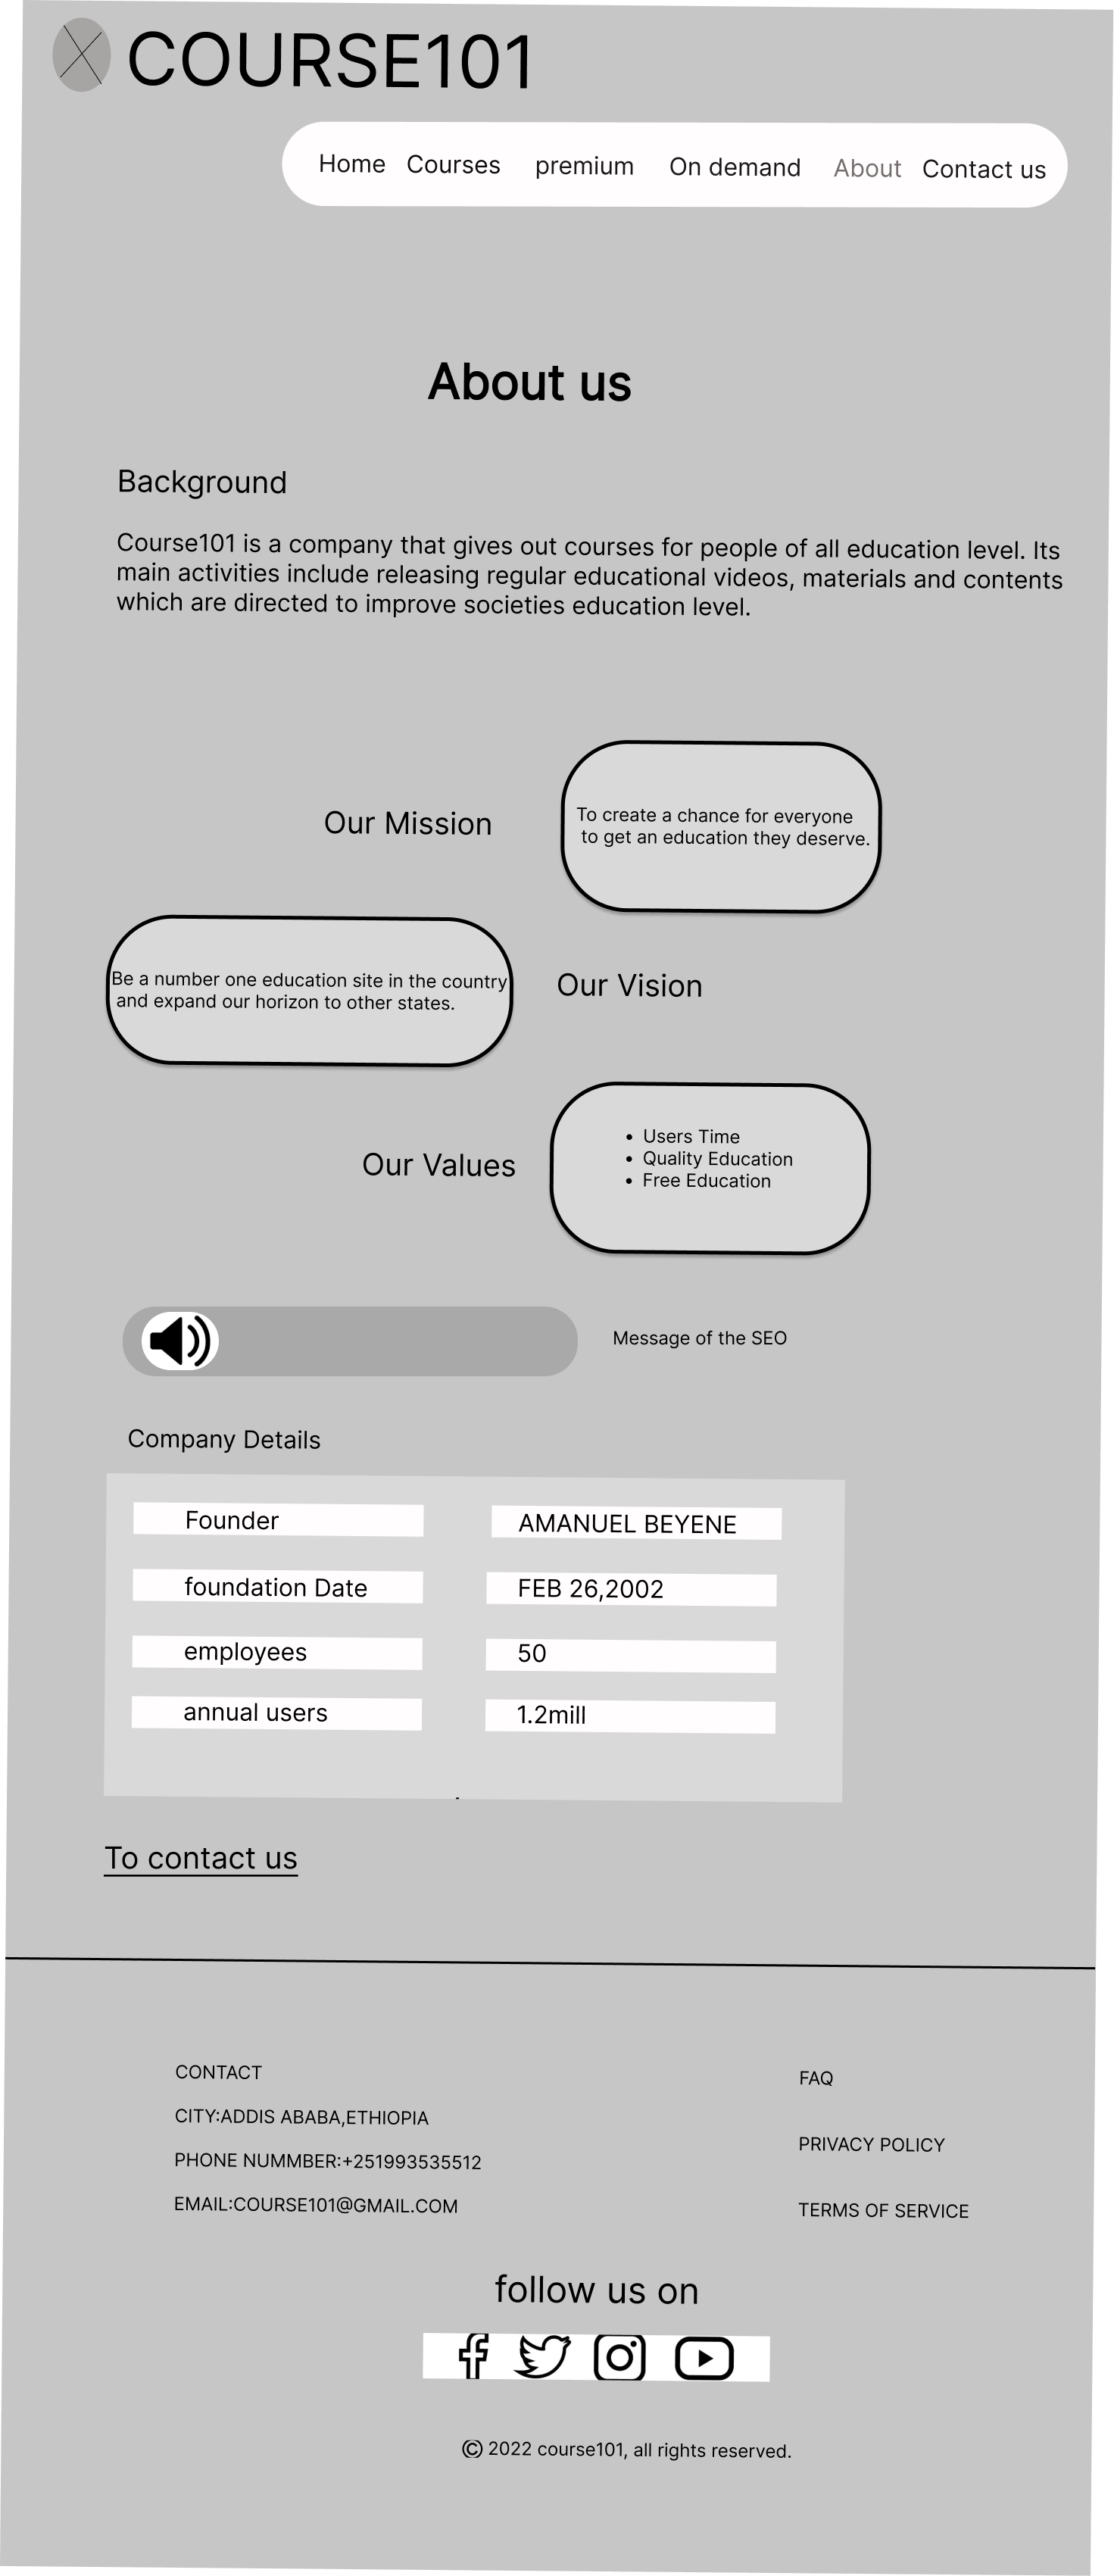 COURSE101
Home Courses premium On demand About Contact us
About us
Background
Course101 is a company that gives out courses for people of all education level. Its
main activities include releasing regular educational videos, materials and contents
which are directed to improve societies education level.
Our Mission
To create a chance for everyone
to get an education they deserve.
Be a number one education site in the country
and expand our horizon to other states.
Our Vision
Our Values
• Users Time
• Quality Education
• Free Education
Message of the SEO
Company Details
Founder AMANUEL BEYENE
foundation Date FEB 26,2002
employees 50
annual users 1.2mill
To contact us
CONTACT
CITY:ADDIS ABABA,ETHIOPIA
PHONE NUMMBER:+251993535512
EMAIL:COURSE101@GMAIL.COM
FAQ
PRIVACY POLICY
TERMS OF SERVICE
follow us on
© 2022 course101, all rights reserved.